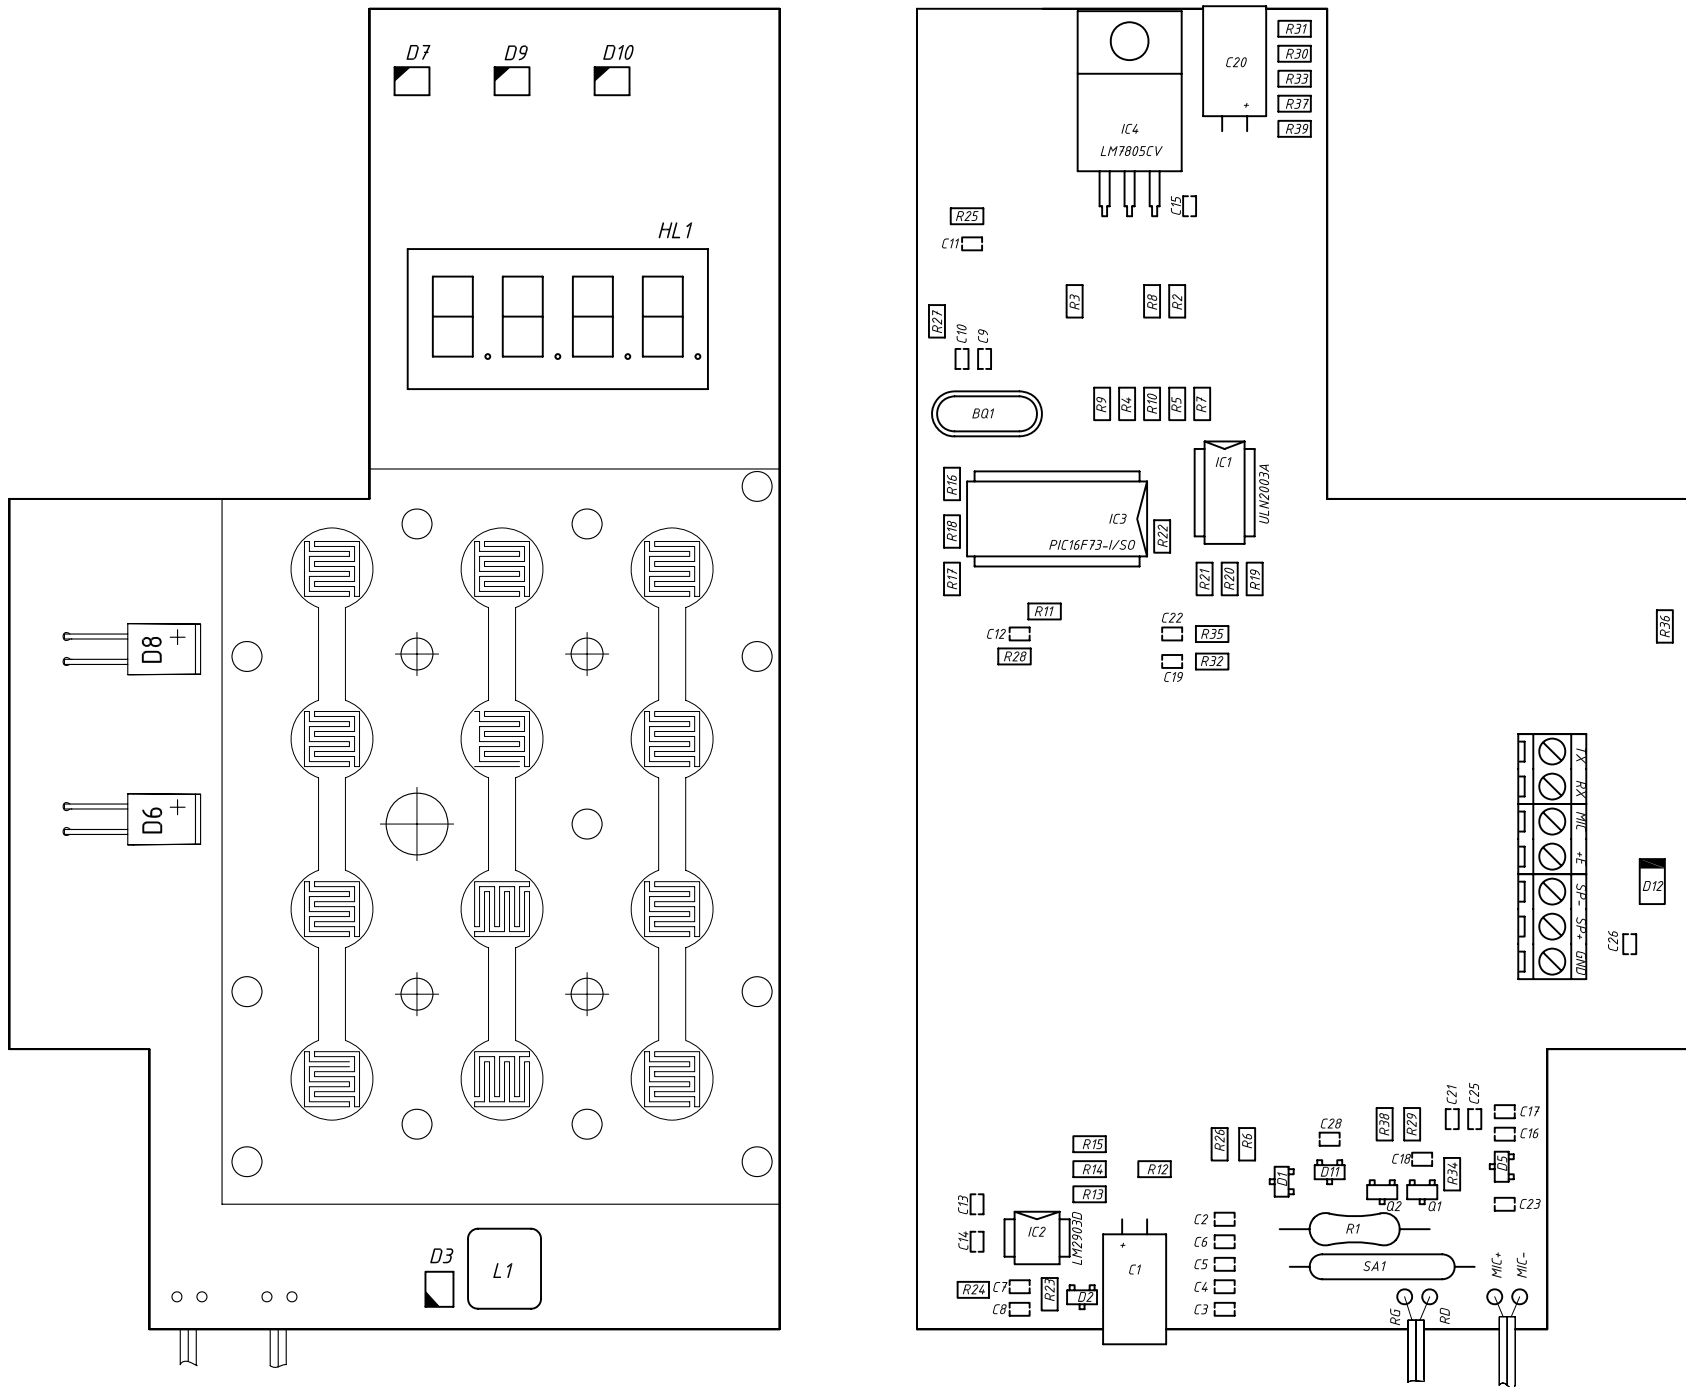 D7
D9
D10
HL1
D8
+
D6
+
D3
L1
R31
R30
R33
R37
R39
C20
+
IC4
LM7805CV
C15
R25
C11
R3
R8
R2
R27
C10
C9
BQ1
R9
R4
R10
R5
R7
IC1
ULN2003A
R16
R18
R17
IC3
PIC16F73-I/SO
R22
R21
R20
R19
R11
C12
R28
C22
R35
R32
C19
R36
TX
RX
MIC
+E
SP-
SP+
GND
D12
C26
C21
C25
C17
R38
R29
C16
C28
R26
R6
R15
R14
R12
R13
C18
R34
D5
D1
D11
Q2
Q1
C23
C13
C14
IC2
LM2903D
C2
C6
C5
C4
C3
R1
SA1
MIC+
MIC-
C1
+
R24
C7
C8
R23
D2
RG
RD